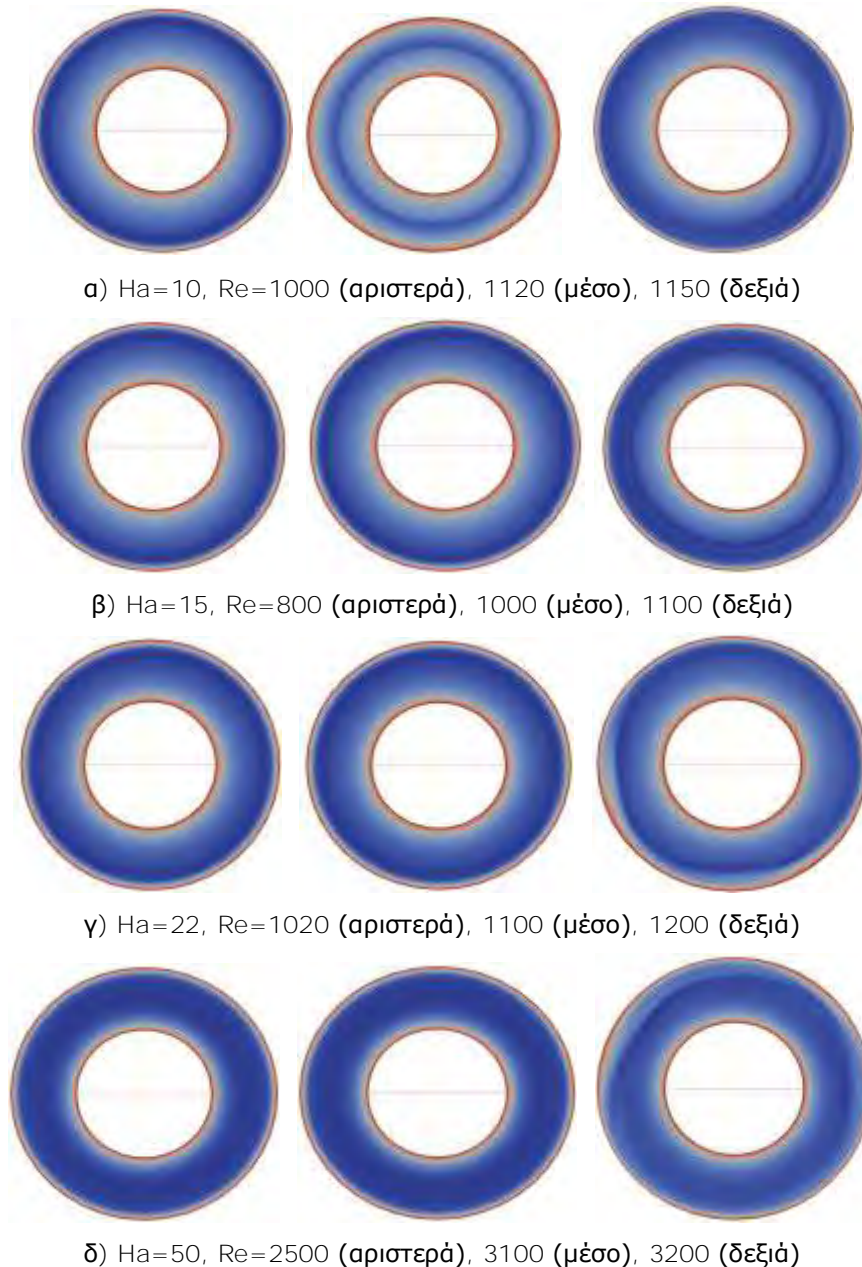 α) Ha=10, Re=1000 (αριστερά), 1120 (μέσο), 1150 (δεξιά)
β) Ha=15, Re=800 (αριστερά), 1000 (μέσο), 1100 (δεξιά)
γ) Ha=22, Re=1020 (αριστερά), 1100 (μέσο), 1200 (δεξιά)
δ) Ha=50, Re=2500 (αριστερά), 3100 (μέσο), 3200 (δεξιά)